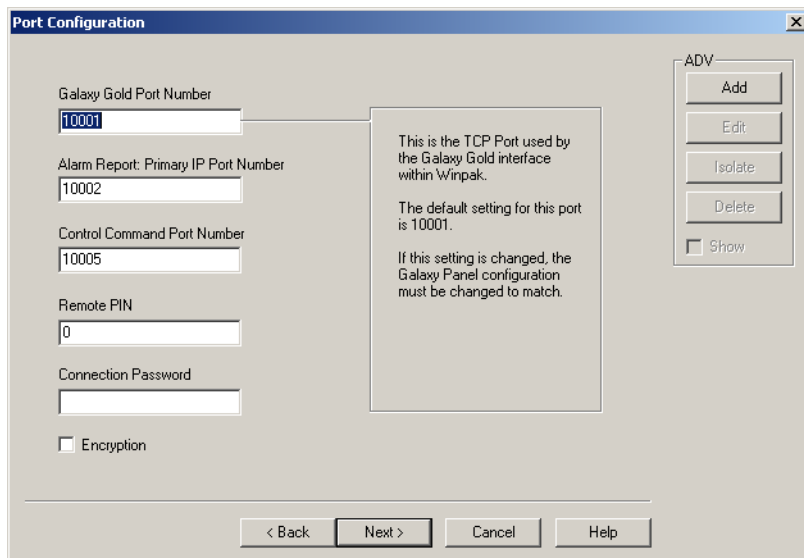 Port Configuration
Galaxy Gold Port Number
10001
Alarm Report: Primary IP Port Number
10002
Control Command Port Number
10005
Remote PIN
0
Connection Password
Encryption
This is the TCP Port used by
the Galaxy Gold interface
within Winpak.
The default setting for this port
is 10001.
If this setting is changed, the
Galaxy Panel configuration
must be changed to match.
ADV
Add
Edit
Isolate
Delete
Show
< Back
Next >
Cancel
Help